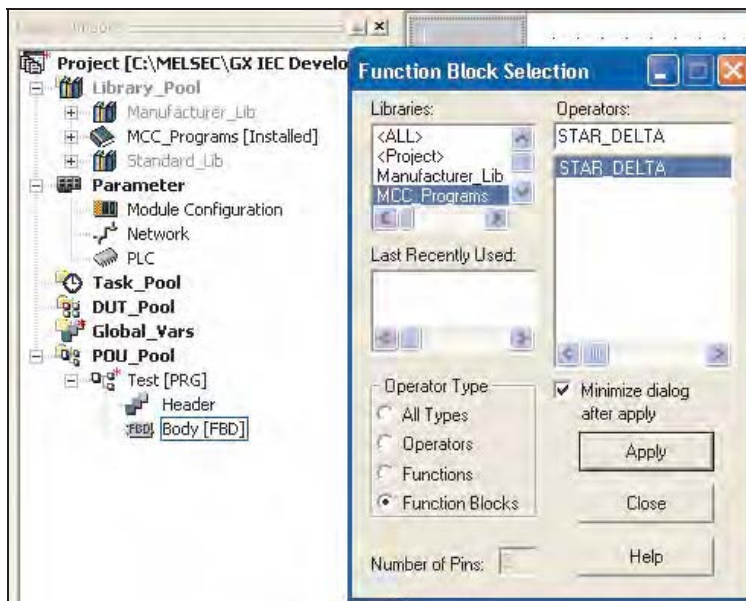 Project [C:\MELSEC\GX IEC Develo
Library_Pool
Manufacturer_Lib
MCC_Programs [Installed]
Standard_Lib
Parameter
Module Configuration
Network
PLC
Task_Pool
DUT_Pool
Global_Vars
POU_Pool
Test [PRG]
Header
FBD Body [FBD]
Function Block Selection
Libraries:
<ALL>
<Project>
Manufacturer_Lib
MCC_Programs
Last Recently Used:
Operators:
STAR_DELTA
STAR_DELTA
Operator Type
All Types
Operators
Functions
Function Blocks
Minimize dialog
after apply
Apply
Close
Help
Number of Pins: